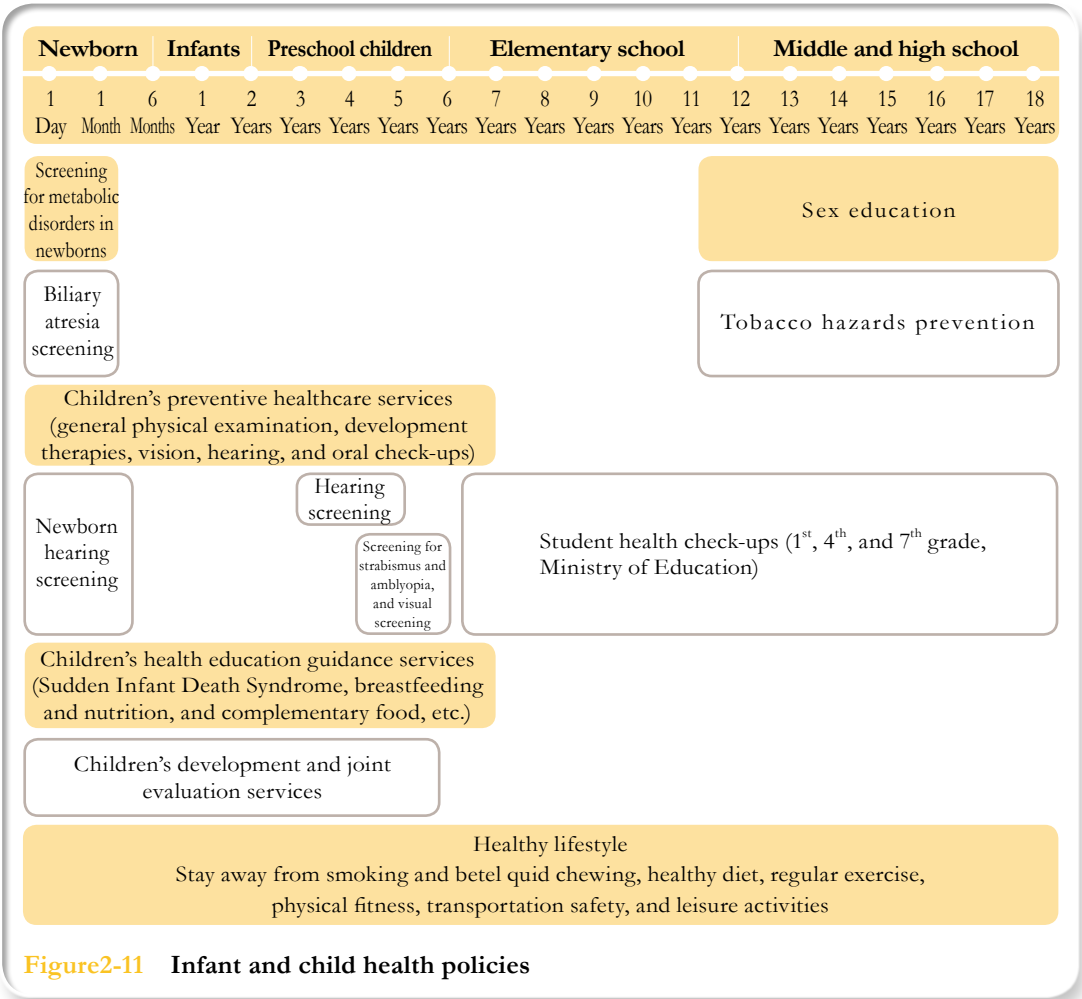 Newborn Infants Preschool children Elementary school Middle and high school
1 1 6 1 2 3 4 5 6 7 8 9 10 11 12 13 14 15 16 17 18
Day Month Months Year Years Years Years Years Years Years Years Years Years Years Years Years Years Years Years Years Years
Screening
for metabolic
disorders in
newborns
Sex education
Biliary
atresia
screening
Tobacco hazards prevention
Children’s preventive healthcare services
(general physical examination, development
therapies, vision, hearing, and oral check-ups)
Newborn
hearing
screening
Hearing
screening
Screening for
strabismus and
amblyopia,
and visual
screening
Student health check-ups (1st, 4th, and 7th grade,
Ministry of Education)
Children’s health education guidance services
(Sudden Infant Death Syndrome, breastfeeding
and nutrition, and complementary food, etc.)
Children’s development and joint
evaluation services
Healthy lifestyle
Stay away from smoking and betel quid chewing, healthy diet, regular exercise,
physical fitness, transportation safety, and leisure activities
Figure2-11 Infant and child health policies